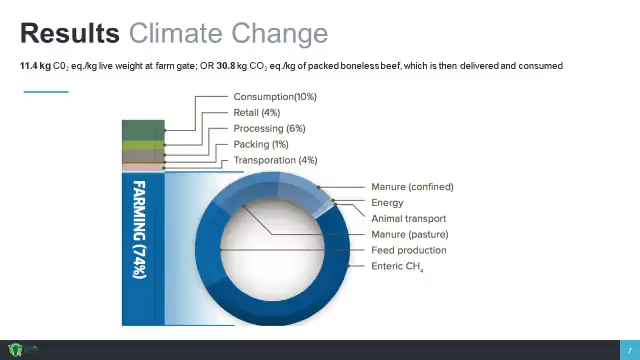 Results Climate Change
11.4 kg C0₂ eq./kg live weight at farm gate; OR 30.8 kg CO₂ eq./kg of packed boneless beef, which is then delivered and consumed
Consumption(10%)
Retail (4%)
Processing (6%)
Packing (1%)
Transporation (4%)
FARMING (74%)
Manure (confined)
Energy
Animal transport
Manure (pasture)
Feed production
Enteric CH₄
7